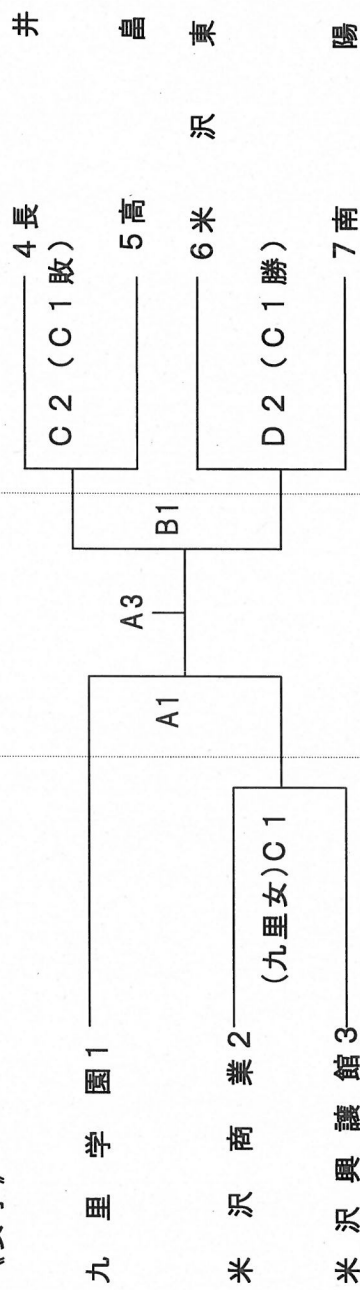 九里学園1
米沢商業2
米沢興譲館3
(九里女)C1
A1
A3
B1
C2(C1敗)
D2(C1勝)
4長井
5高畠
6米沢東
7南陽